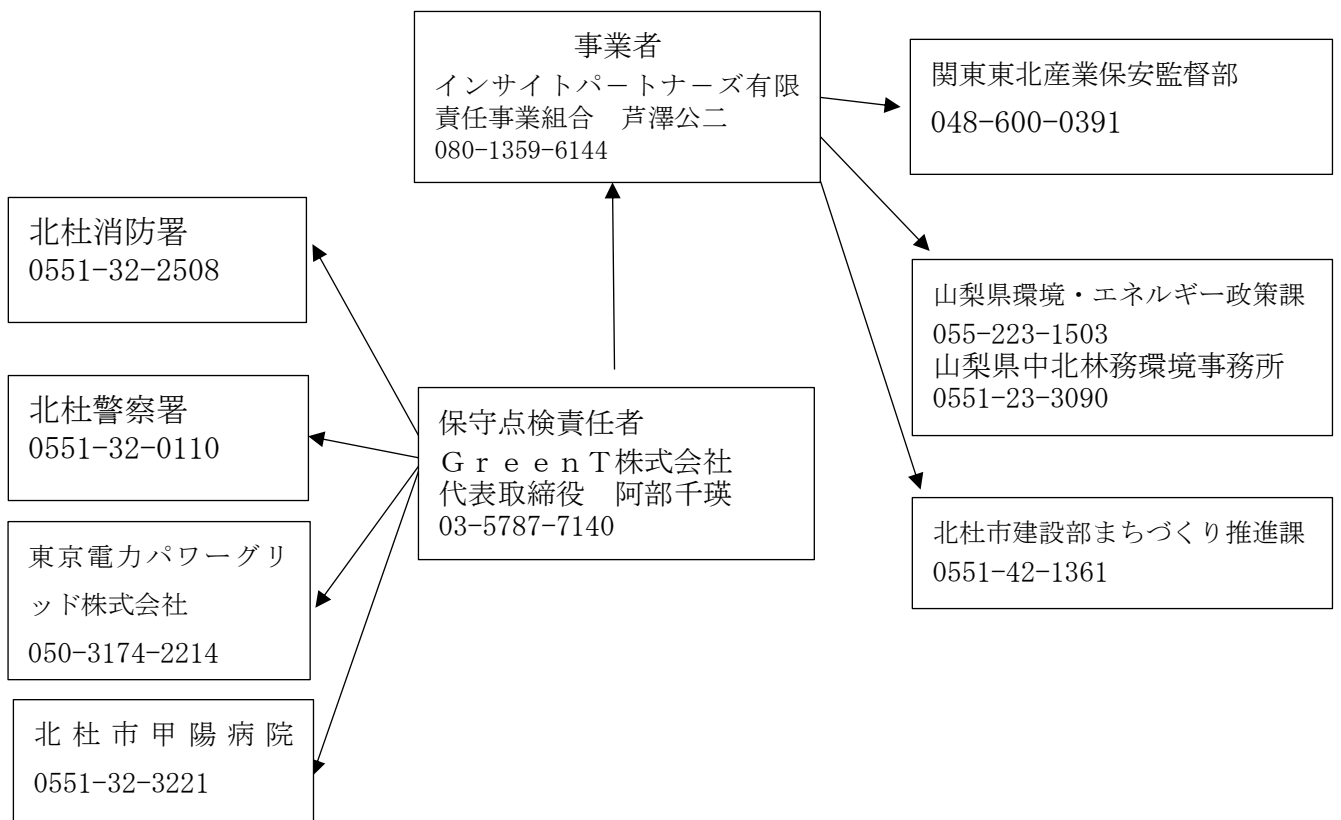 事業者
インサイトパートナーズ有限
責任事業組合　芦澤公二
080-1359-6144
関東東北産業保安監督部
048-600-0391
北杜消防署
0551-32-2508
山梨県環境・エネルギー政策課
055-223-1503
山梨県中北林務環境事務所
0551-23-3090
北杜警察署
0551-32-0110
保守点検責任者
ＧｒｅｅｎＴ株式会社
代表取締役　阿部千瑛
03-5787-7140
北杜市建設部まちづくり推進課
0551-42-1361
東京電力パワーグリ
ッド株式会社
050-3174-2214
北杜市甲陽病院
0551-32-3221